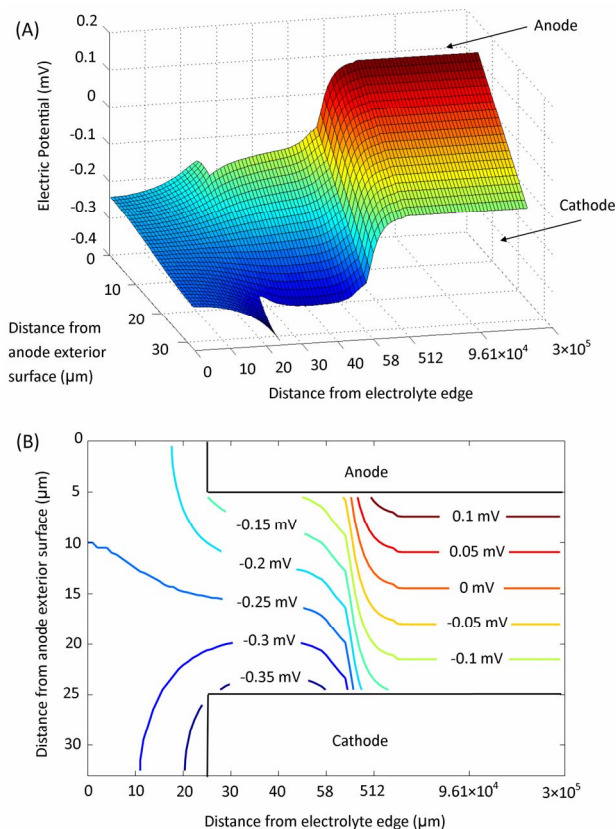 (A)
0.2
0.1
0
-0.1
-0.2
-0.3
-0.4
Electric Potential (mV)
Anode
Cathode
0
10
20
30
Distance from
anode exterior
surface (μm)
0 10 20 30 40 58 512 9.61×10⁴ 3×10⁵
Distance from electrolyte edge
(B)
0
5
10
15
20
25
30
Distance from anode exterior surface (μm)
Anode
-0.15 mV
-0.2 mV
-0.25 mV
-0.3 mV
-0.35 mV
0.1 mV
0.05 mV
0 mV
-0.05 mV
-0.1 mV
Cathode
0 10 20 30 58 512 9.61×10⁴ 3×10⁵
Distance from electrolyte edge (μm)